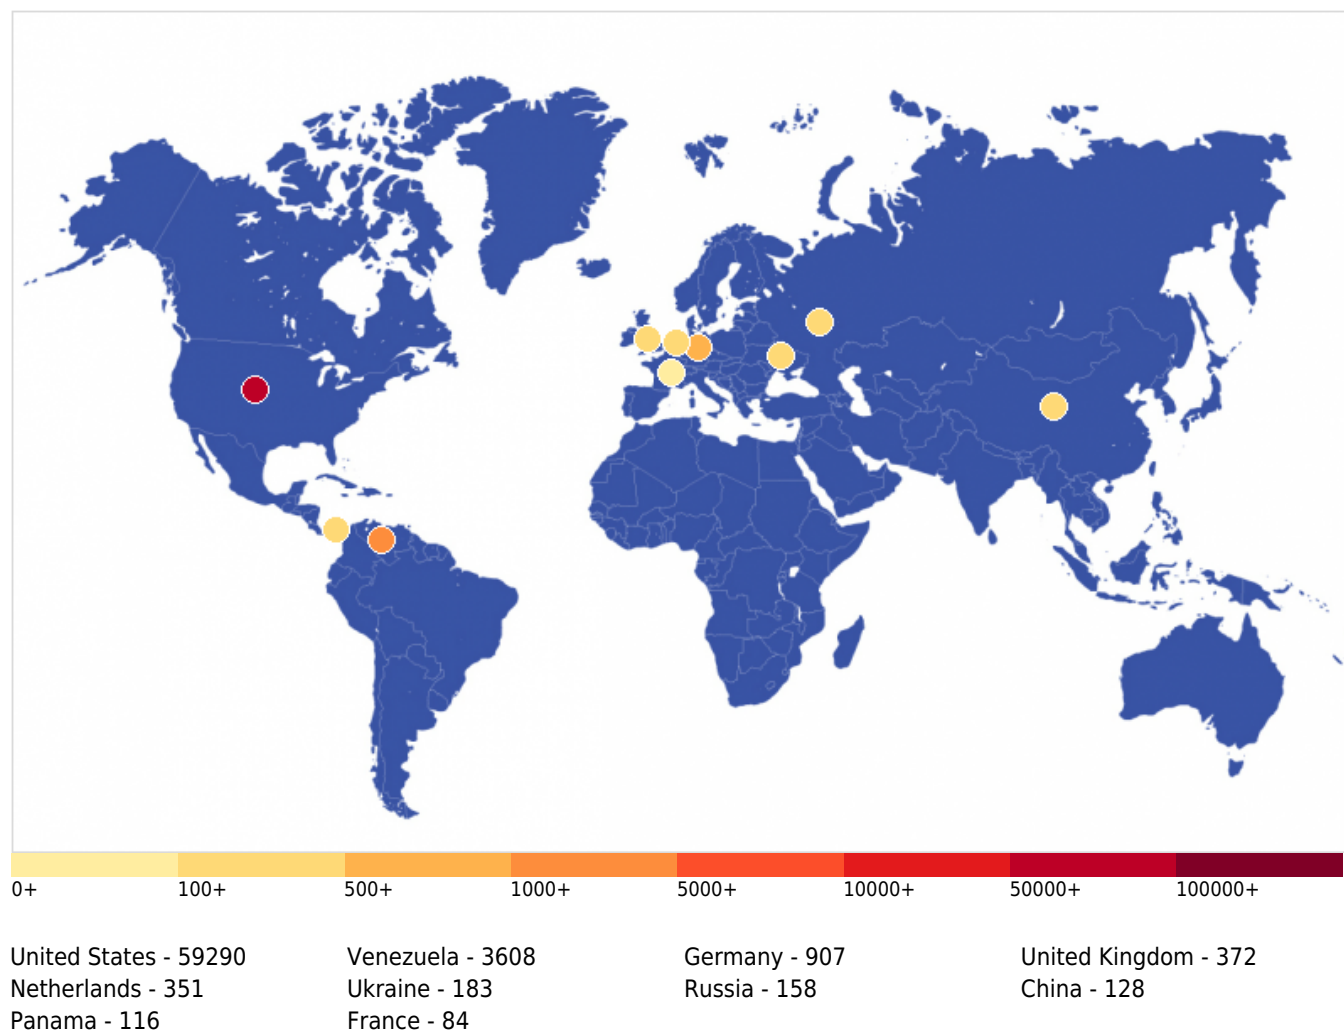 0+ 100+ 500+ 1000+ 5000+ 10000+ 50000+ 100000+
United States - 59290 Venezuela - 3608 Germany - 907 United Kingdom - 372
Netherlands - 351 Ukraine - 183 Russia - 158 China - 128
Panama - 116 France - 84